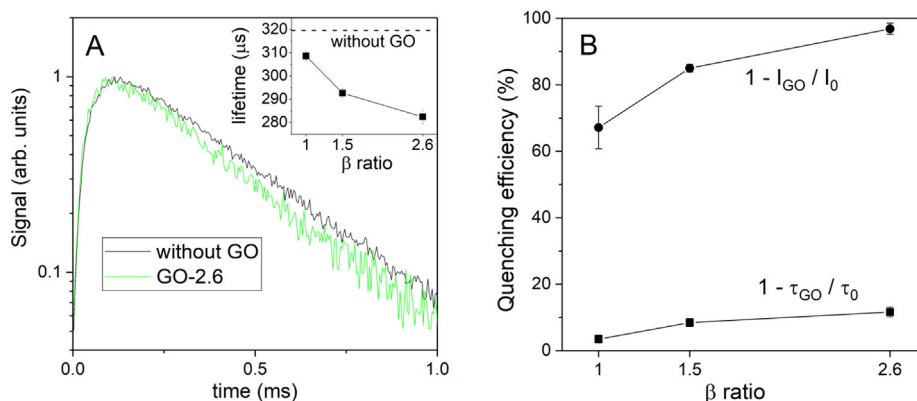 A
Signal (arb. units)
1
0.1
0.0
0.5
1.0
time (ms)
without GO
GO-2.6
lifetime (μs)
320
310
300
290
280
without GO
1
1.5
2.6
β ratio
B
Quenching efficiency (%)
100
80
60
40
20
0
1 - I_GO / I_0
1 - τ_GO / τ_0
1
1.5
2.6
β ratio